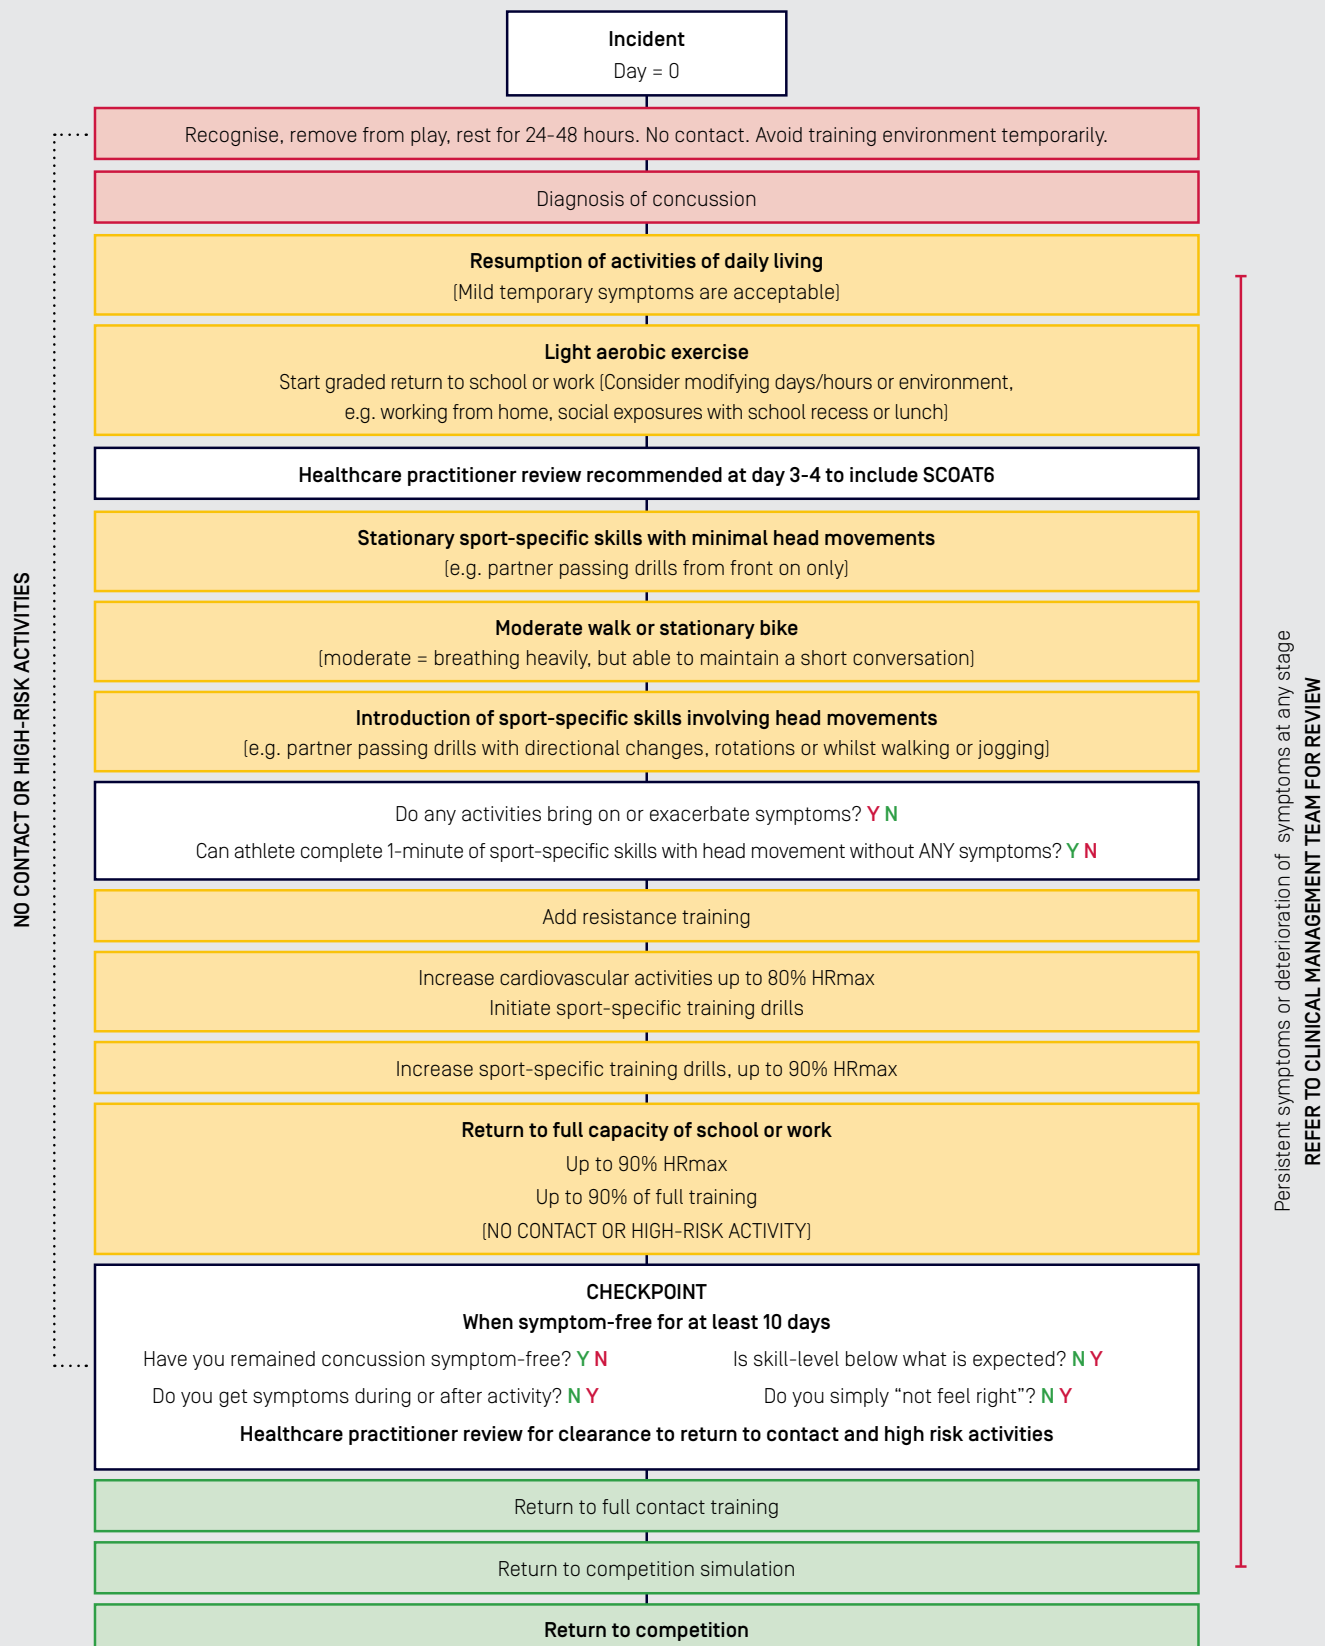 Incident
Day = 0
Recognise, remove from play, rest for 24-48 hours. No contact. Avoid training environment temporarily.
Diagnosis of concussion
Resumption of activities of daily living
(Mild temporary symptoms are acceptable)
Light aerobic exercise
Start graded return to school or work (Consider modifying days/hours or environment,
e.g. working from home, social exposures with school recess or lunch)
Healthcare practitioner review recommended at day 3-4 to include SCOAT6
Stationary sport-specific skills with minimal head movements
(e.g. partner passing drills from front on only)
Moderate walk or stationary bike
(moderate = breathing heavily, but able to maintain a short conversation)
Introduction of sport-specific skills involving head movements
(e.g. partner passing drills with directional changes, rotations or whilst walking or jogging)
Do any activities bring on or exacerbate symptoms? Y N
Can athlete complete 1-minute of sport-specific skills with head movement without ANY symptoms? Y N
Add resistance training
Increase cardiovascular activities up to 80% HRmax
Initiate sport-specific training drills
Increase sport-specific training drills, up to 90% HRmax
Return to full capacity of school or work
Up to 90% HRmax
Up to 90% of full training
(NO CONTACT OR HIGH-RISK ACTIVITY)
CHECKPOINT
When symptom-free for at least 10 days
Have you remained concussion symptom-free? Y N
Is skill-level below what is expected? N Y
Do you get symptoms during or after activity? N Y
Do you simply “not feel right”? N Y
Healthcare practitioner review for clearance to return to contact and high risk activities
Return to full contact training
Return to competition simulation
Return to competition
NO CONTACT OR HIGH-RISK ACTIVITIES
Persistent symptoms or deterioration of symptoms at any stage
REFER TO CLINICAL MANAGEMENT TEAM FOR REVIEW